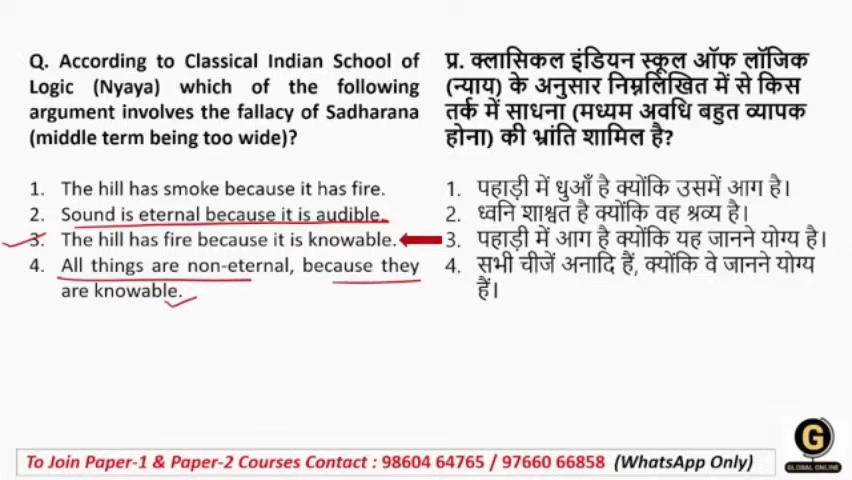 Q. According to Classical Indian School of
Logic (Nyaya) which of the following
argument involves the fallacy of Sadharana
(middle term being too wide)?
1. The hill has smoke because it has fire.
2. Sound is eternal because it is audible.
3. The hill has fire because it is knowable.
4. All things are non-eternal, because they
are knowable.
प्र. क्लासिकल इंडियन स्कूल ऑफ लॉजिक
(न्याय) के अनुसार निम्नलिखित में से किस
तर्क में साधना (मध्यम अवधि बहुत व्यापक
होना) की भ्रांति शामिल है?
1. पहाड़ी में धुआँ है क्योंकि उसमें आग है।
2. ध्वनि शाश्वत है क्योंकि वह श्रव्य है।
3. पहाड़ी में आग है क्योंकि यह जानने योग्य है।
4. सभी चीजें अनादि हैं, क्योंकि वे जानने योग्य
हैं।
To Join Paper-1 & Paper-2 Courses Contact : 98604 64765 / 97660 66858 (WhatsApp Only)
G
GLOBAL ONLINE